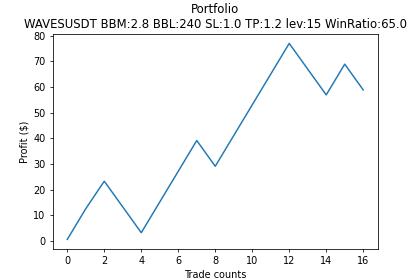 Portfolio
WAVESUSDT BBM:2.8 BBL:240 SL:1.0 TP:1.2 lev:15 WinRatio:65.0
80
70
60
50
40
30
20
10
0
Profit ($)
0 2 4 6 8 10 12 14 16
Trade counts